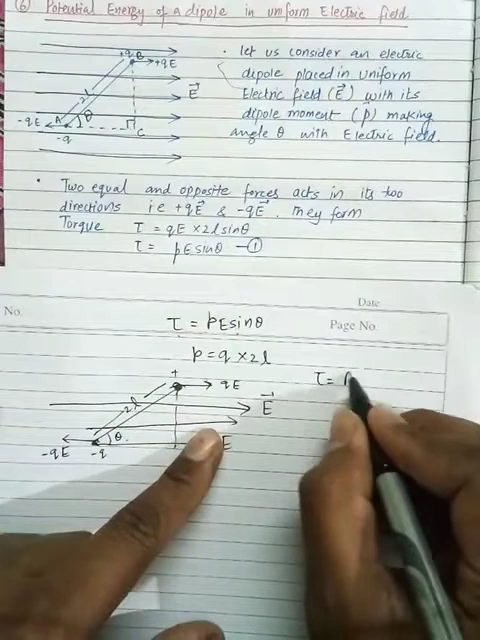 (6) Potential Energy of a dipole in uniform Electric field
+q B
→+qE
2l
E
-qE
A
θ
-q
C
• let us consider an electric
dipole placed in uniform
Electric field (E) with its
dipole moment (p) making
angle θ with Electric field.
• Two equal and opposite forces acts in its two
directions ie +qE & -qE. They form
Torque τ = qE × 2l sinθ
τ = pE sinθ —①
No.
Date
Page No.
τ = pE sinθ
p = q × 2l
+
qE
τ =
2l
E
θ
-qE
-q
E